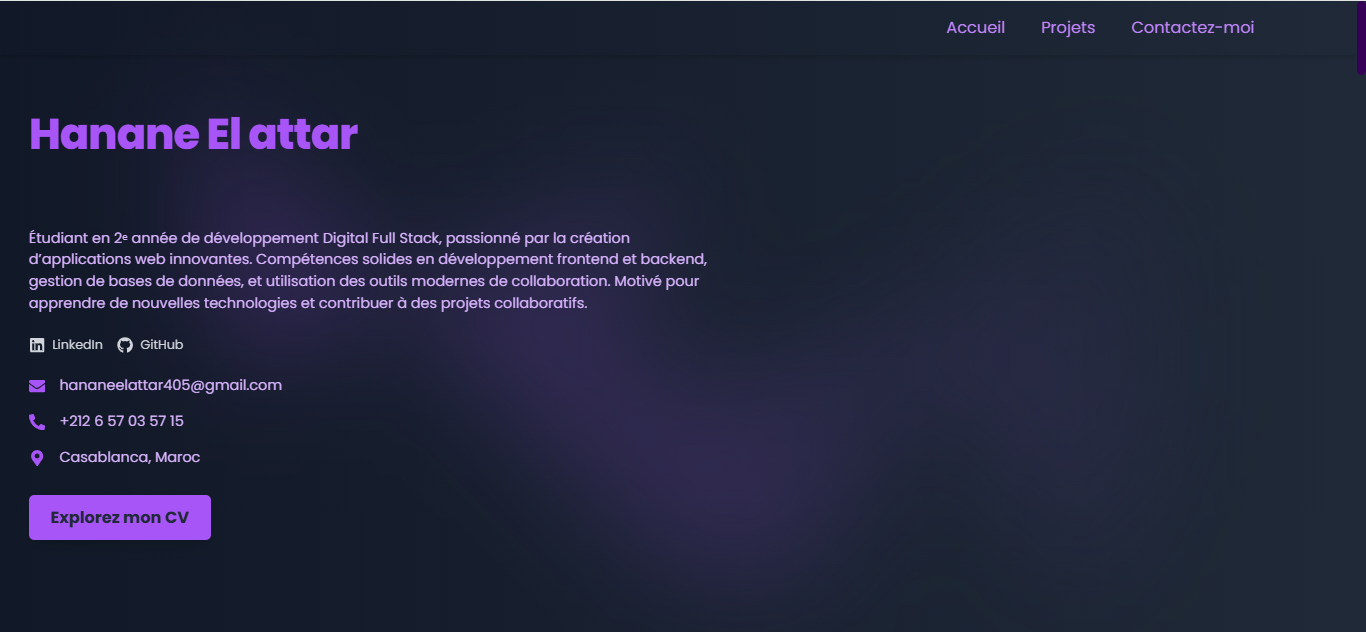 Accueil Projets Contactez-moi
Hanane El attar
Étudiant en 2ᵉ année de développement Digital Full Stack, passionné par la création
d’applications web innovantes. Compétences solides en développement frontend et backend,
gestion de bases de données, et utilisation des outils modernes de collaboration. Motivé pour
apprendre de nouvelles technologies et contribuer à des projets collaboratifs.
LinkedIn GitHub
hananeelattar405@gmail.com
+212 6 57 03 57 15
Casablanca, Maroc
Explorez mon CV